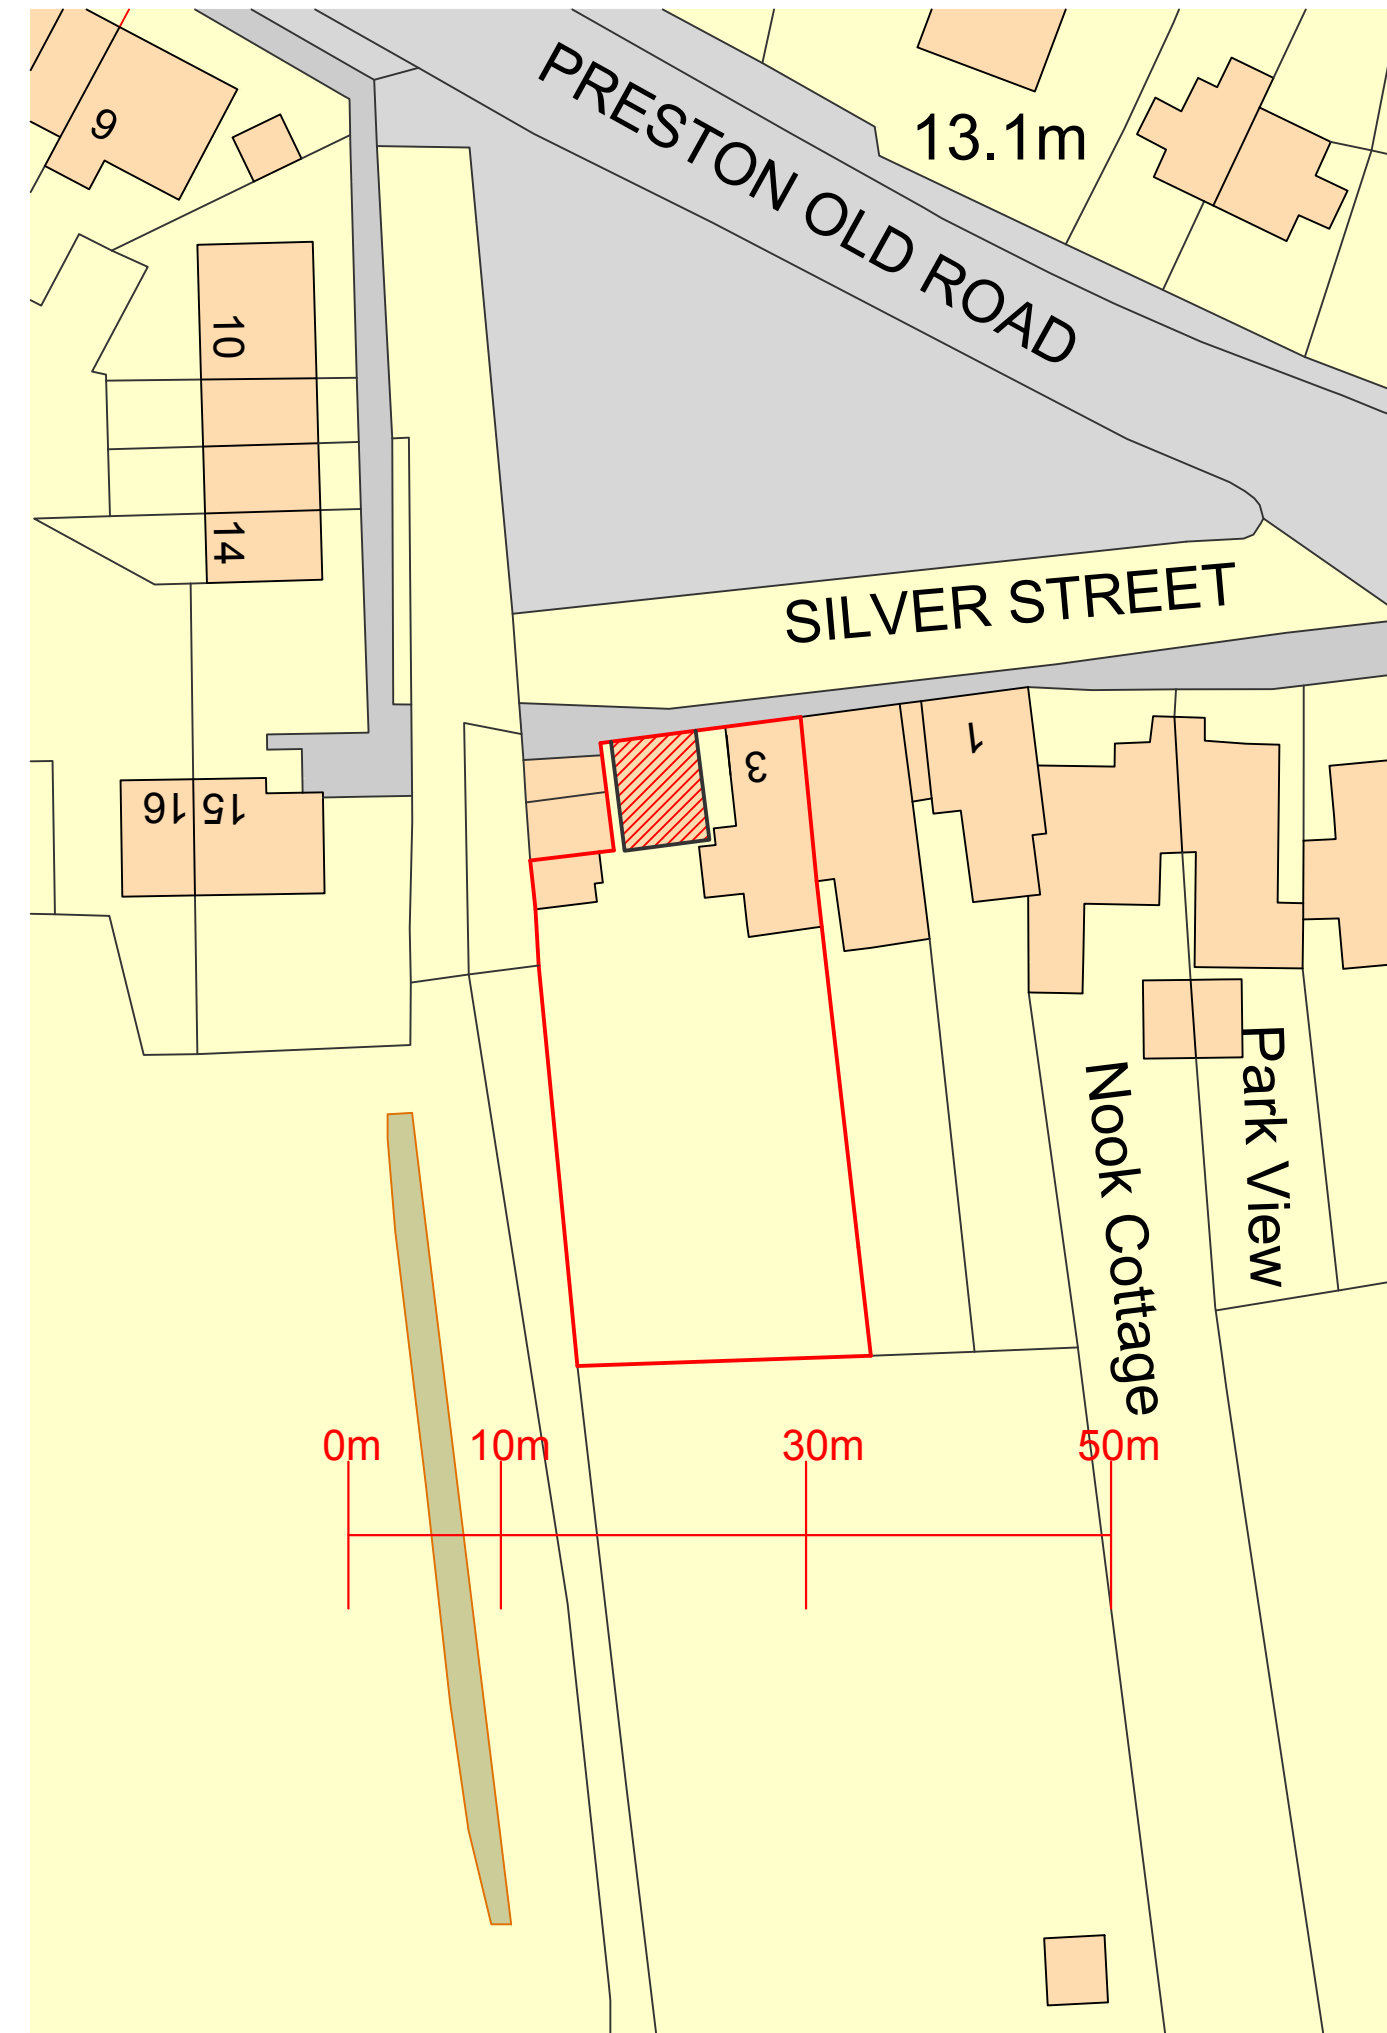 PRESTON OLD ROAD
13.1m
9
10
14
SILVER STREET
3
1
16
15
Park View
Nook Cottage
0m
10m
30m
50m